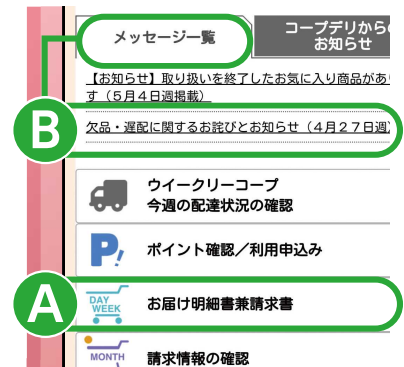 メッセージ一覧
コープデリから
お知らせ
【お知らせ】取り扱いを終了したお気に入り商品があ
す(5月4日週掲載)
B
欠品・遅配に関するお詫びとお知らせ(4月27日週
ウイークリーコープ
今週の配達状況の確認
P!
ポイント確認/利用申込み
A
DAY
WEEK
お届け明細書兼請求書
MONTH
請求情報の確認